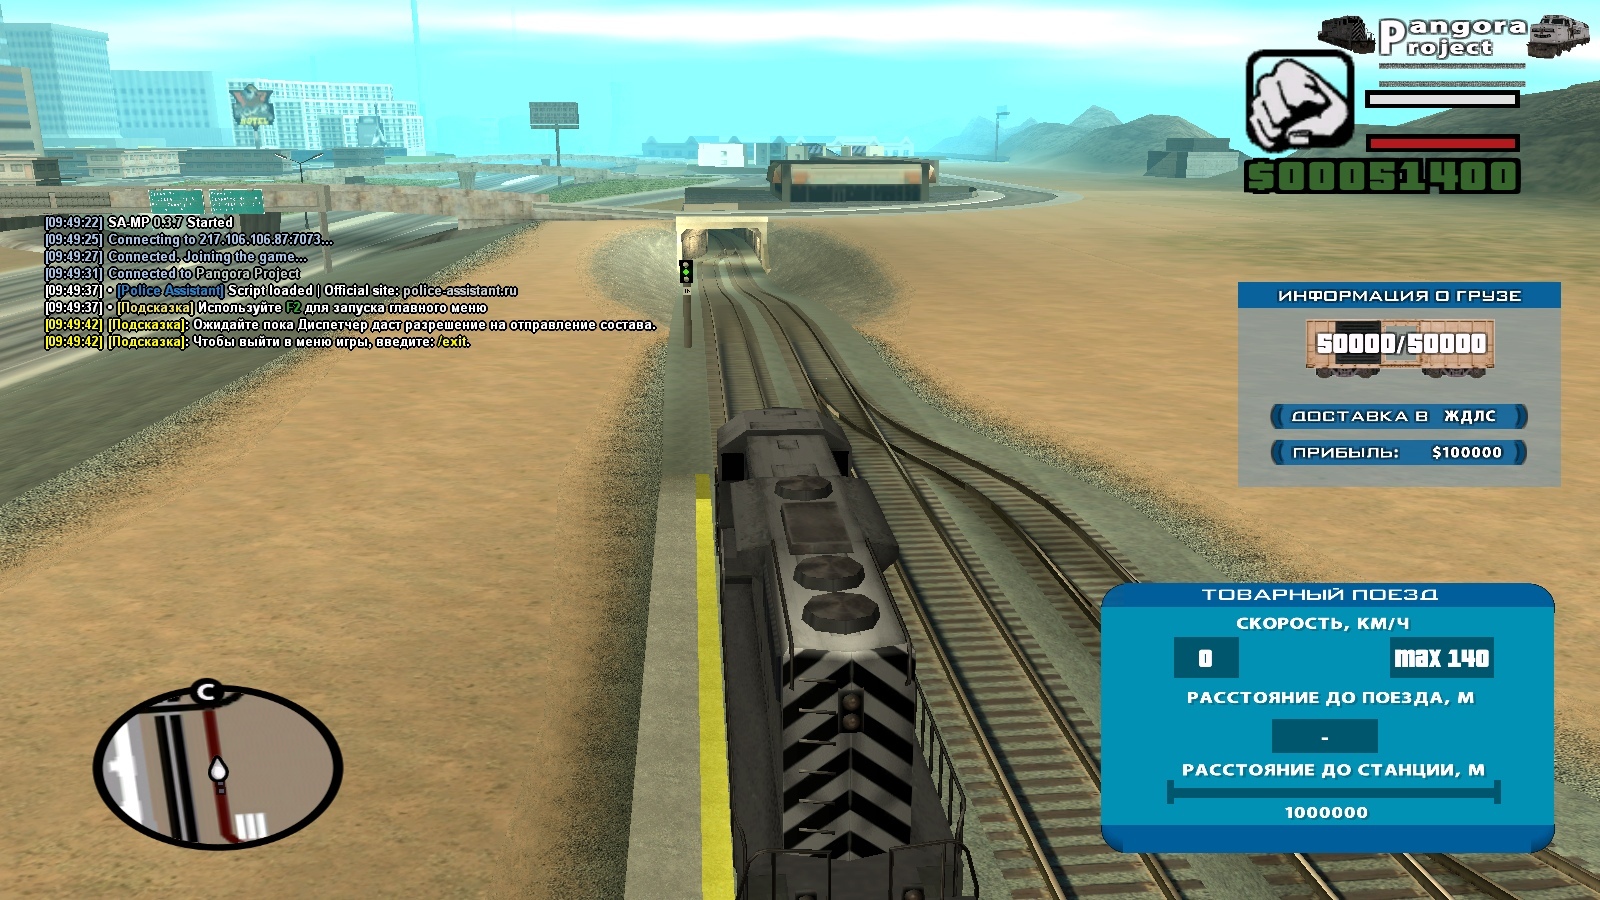 Pangora
Project
$00051400
HOTEL
[09:49:22] SA-MP 0.3.7 Started
[09:49:25] Connecting to 217.106.106.87:7073...
[09:49:27] Connected. Joining the game...
[09:49:31] Connected to Pangora Project
[09:49:37] • [Police Assistant] Script loaded | Official site: police-assistant.ru
[09:49:37] • [Подсказка] Используйте F2 для запуска главного меню
[09:49:42] [Подсказка]: Ожидайте пока Диспетчер даст разрешение на отправление состава.
[09:49:42] [Подсказка]: Чтобы выйти в меню игры, введите: /exit.
ИНФОРМАЦИЯ О ГРУЗЕ
50000/50000
ДОСТАВКА В ЖДЛС
ПРИБЫЛЬ: $100000
ТОВАРНЫЙ ПОЕЗД
СКОРОСТЬ, КМ/Ч
0 max 140
РАССТОЯНИЕ ДО ПОЕЗДА, М
-
РАССТОЯНИЕ ДО СТАНЦИИ, М
1000000
С